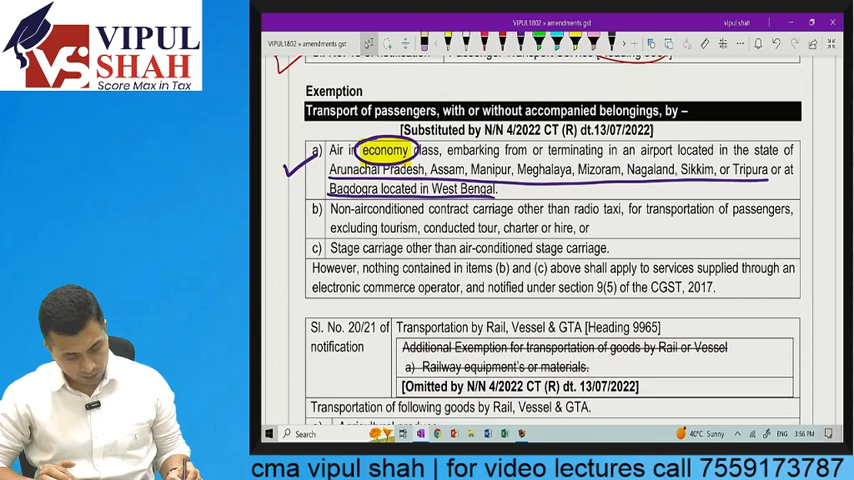 VIPUL1802 » amendments gst
vipul shah
VIPUL1802 » amendments gst
VIPUL
SHAH
VS
Score Max in Tax
Exemption
Transport of passengers, with or without accompanied belongings, by –
[Substituted by N/N 4/2022 CT (R) dt.13/07/2022]
a) Air in economy class, embarking from or terminating in an airport located in the state of
Arunachal Pradesh, Assam, Manipur, Meghalaya, Mizoram, Nagaland, Sikkim, or Tripura or at
Bagdogra located in West Bengal.
b) Non-airconditioned contract carriage other than radio taxi, for transportation of passengers,
excluding tourism, conducted tour, charter or hire, or
c) Stage carriage other than air-conditioned stage carriage.
However, nothing contained in items (b) and (c) above shall apply to services supplied through an
electronic commerce operator, and notified under section 9(5) of the CGST, 2017.
Sl. No. 20/21 of Transportation by Rail, Vessel & GTA [Heading 9965]
notification
Additional Exemption for transportation of goods by Rail or Vessel
a) Railway equipment's or materials.
[Omitted by N/N 4/2022 CT (R) dt. 13/07/2022]
Transportation of following goods by Rail, Vessel & GTA.
Search
40°C Sunny
ENG
3:56 PM
cma vipul shah | for video lectures call 7559173787